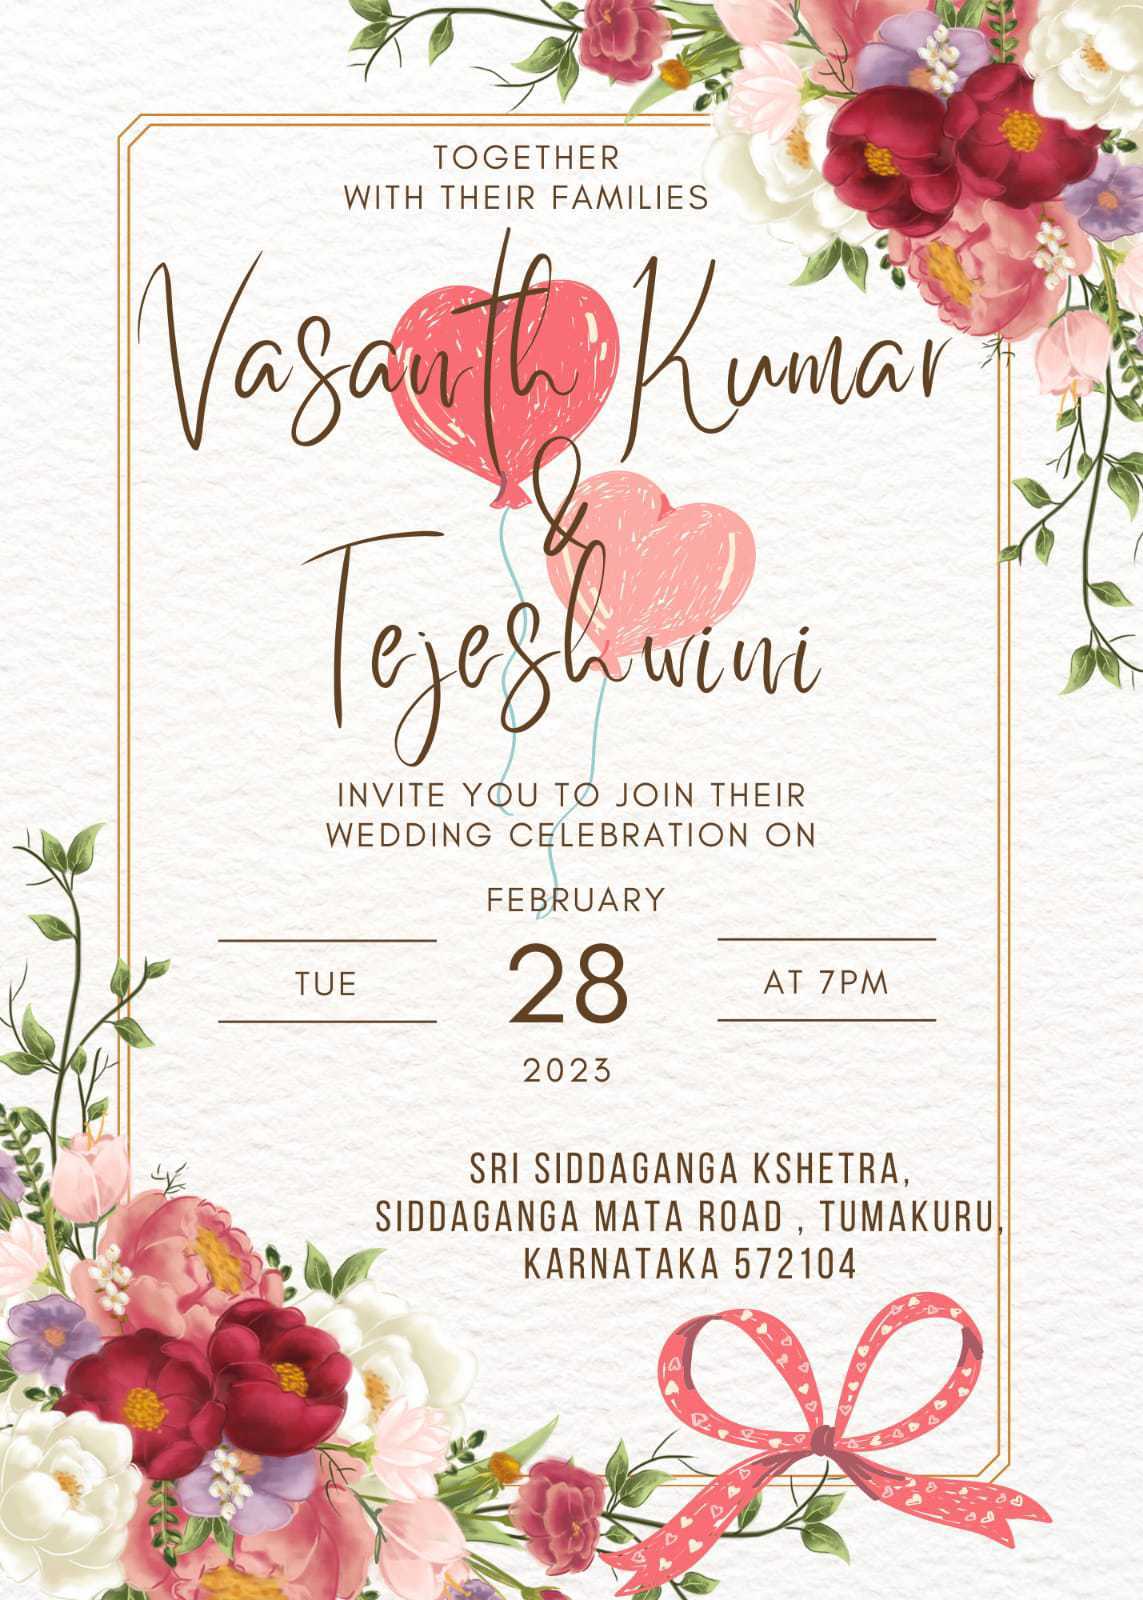 TOGETHER
WITH THEIR FAMILIES
Vasanth Kumar
&
Tejeshwini
INVITE YOU TO JOIN THEIR
WEDDING CELEBRATION ON
FEBRUARY
TUE
28
AT 7PM
2023
SRI SIDDAGANGA KSHETRA,
SIDDAGANGA MATA ROAD , TUMAKURU,
KARNATAKA 572104